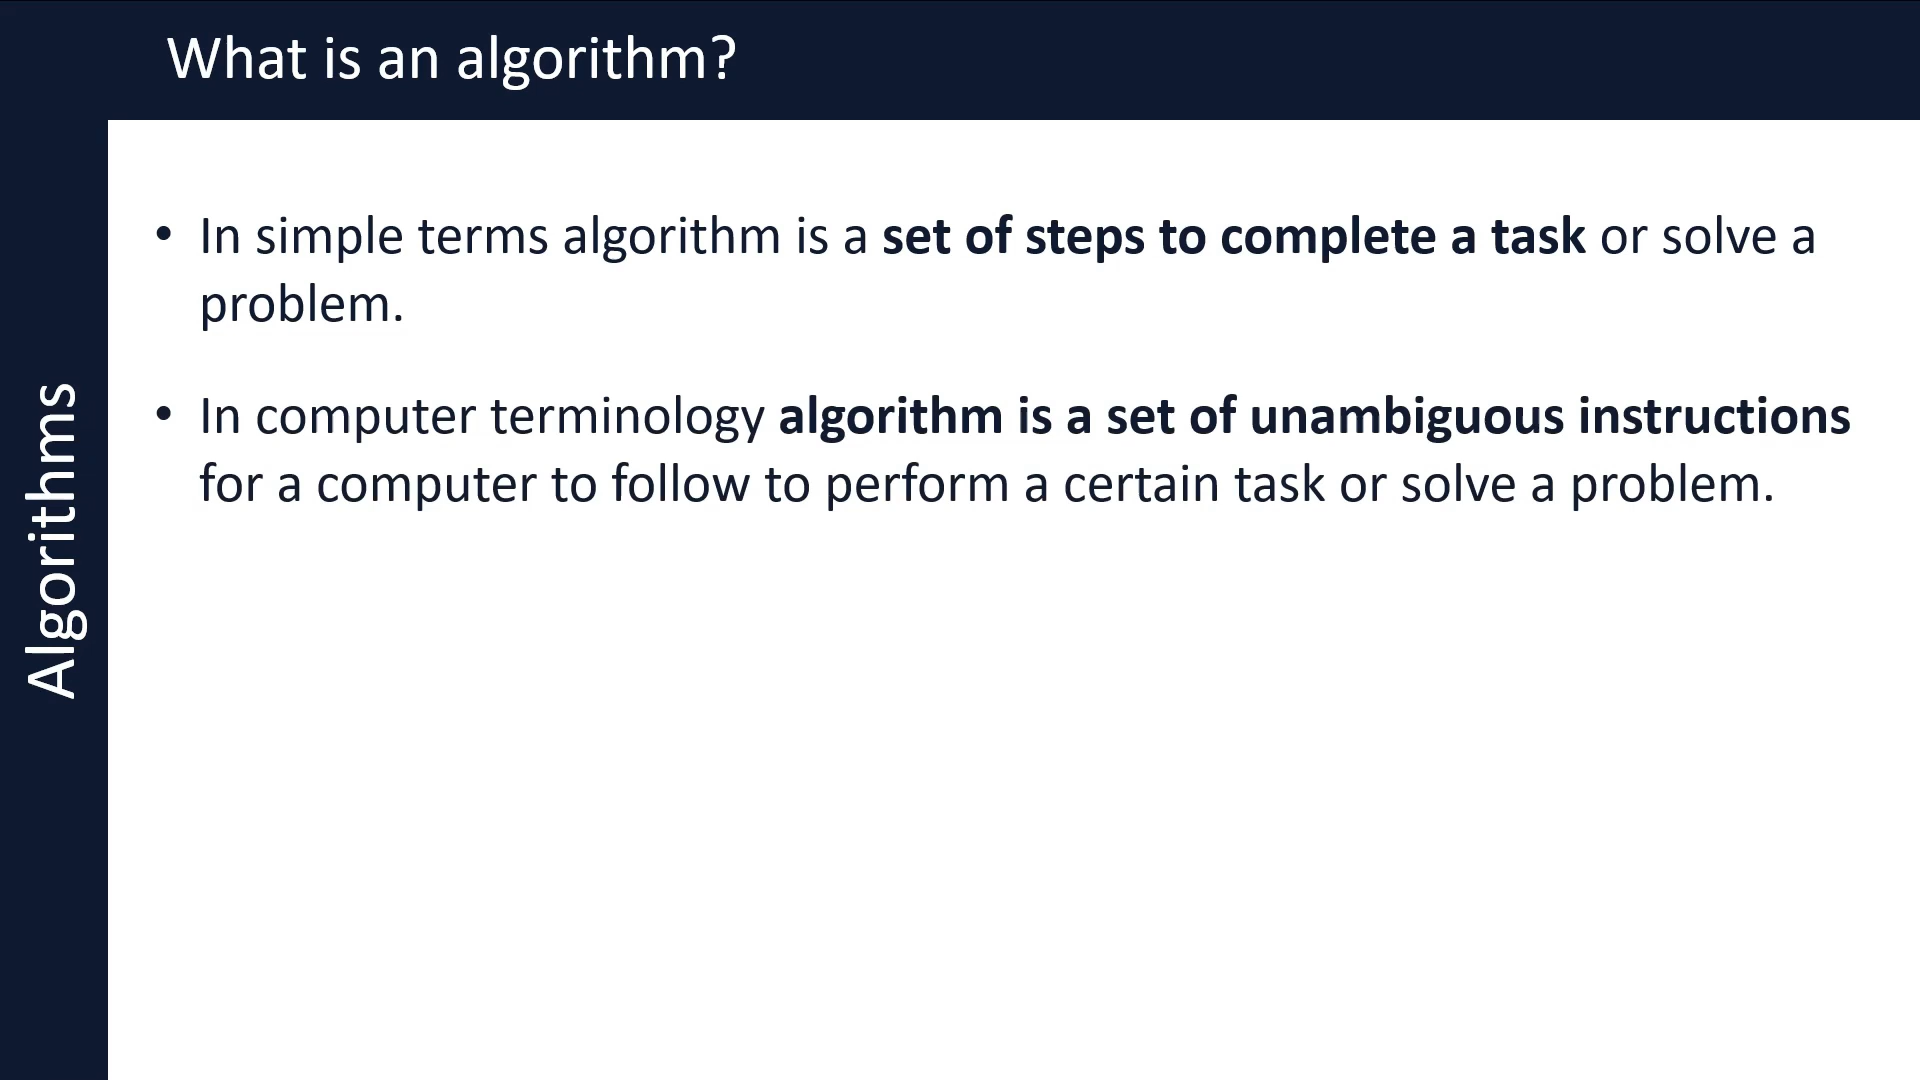 What is an algorithm?
• In simple terms algorithm is a set of steps to complete a task or solve a
problem.
• In computer terminology algorithm is a set of unambiguous instructions
for a computer to follow to perform a certain task or solve a problem.
Algorithms